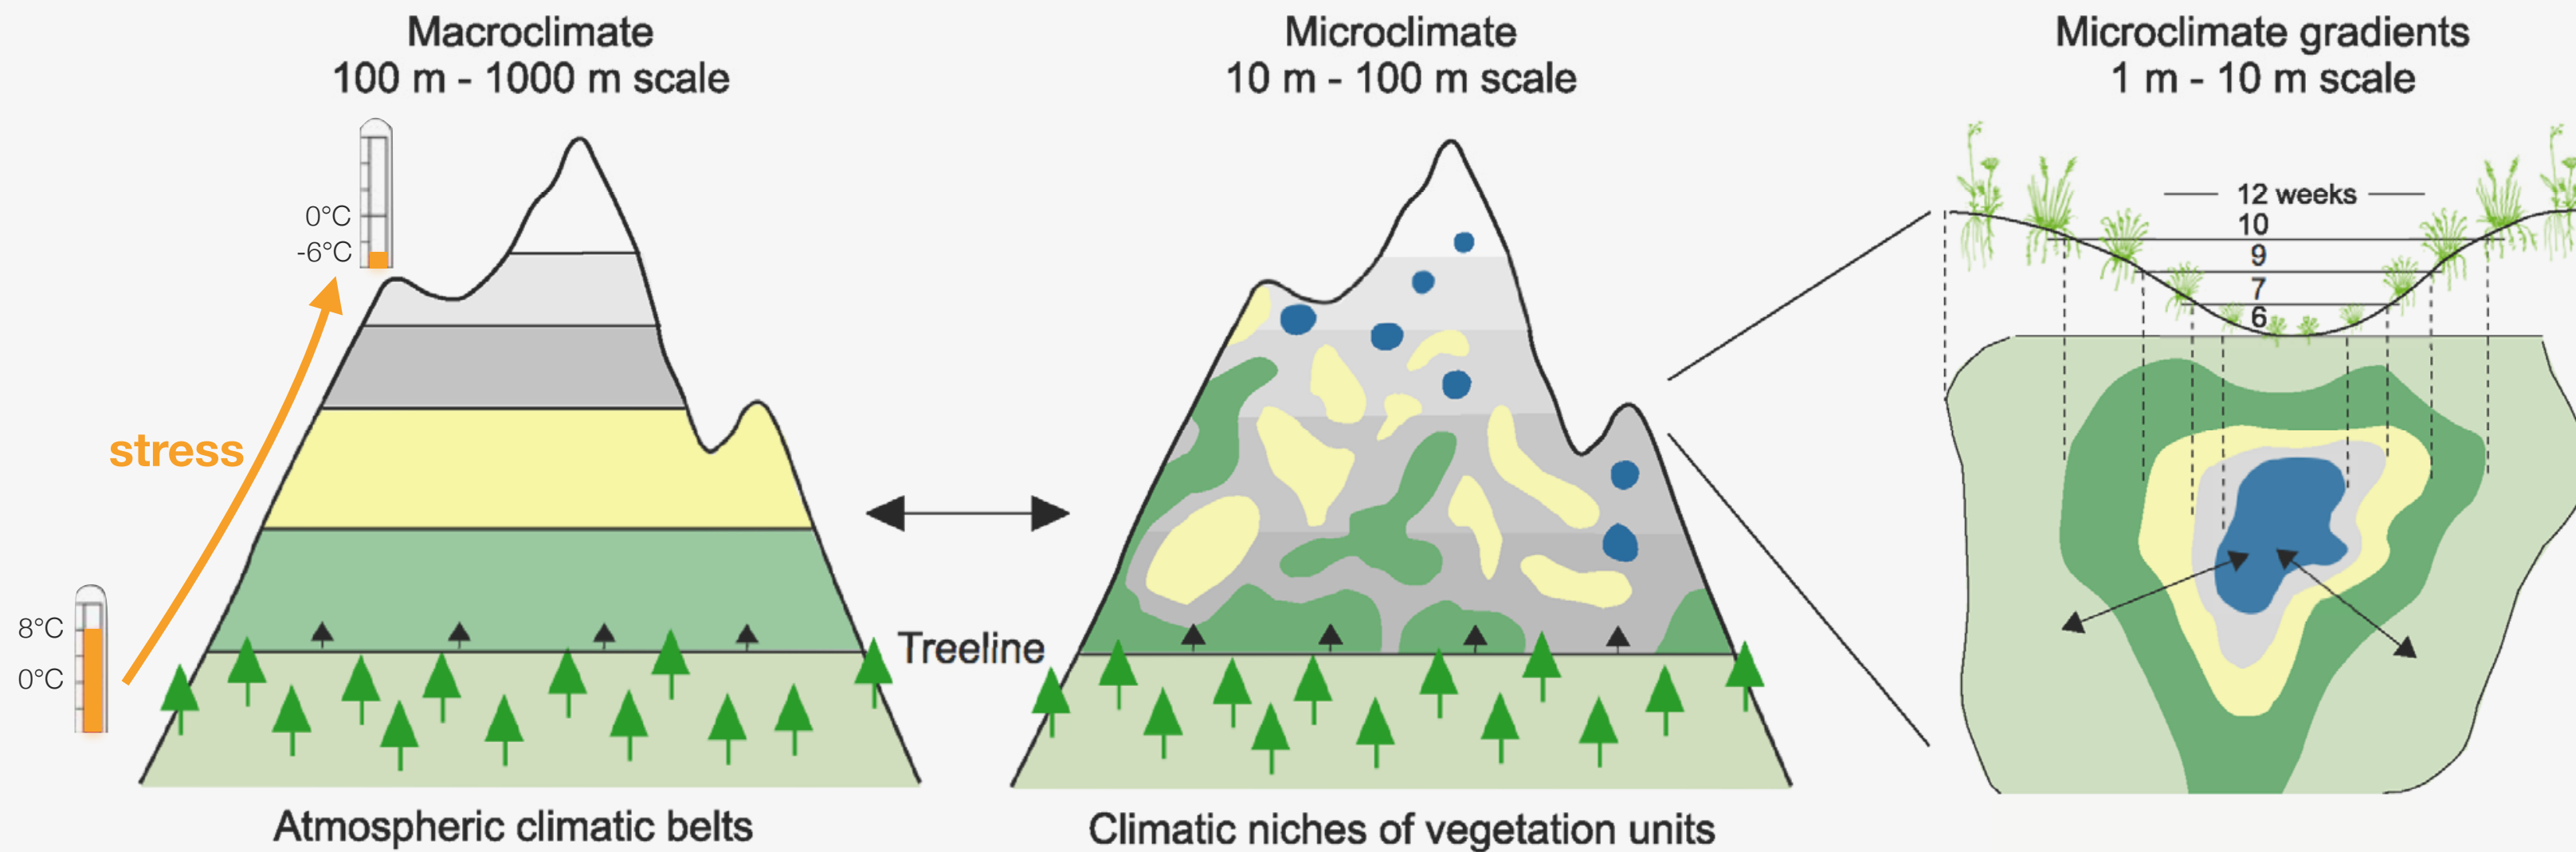 Macroclimate
100 m - 1000 m scale
0°C
-6°C
stress
8°C
0°C
Atmospheric climatic belts
Treeline
Microclimate
10 m - 100 m scale
Climatic niches of vegetation units
Microclimate gradients
1 m - 10 m scale
12 weeks
10
9
7
6